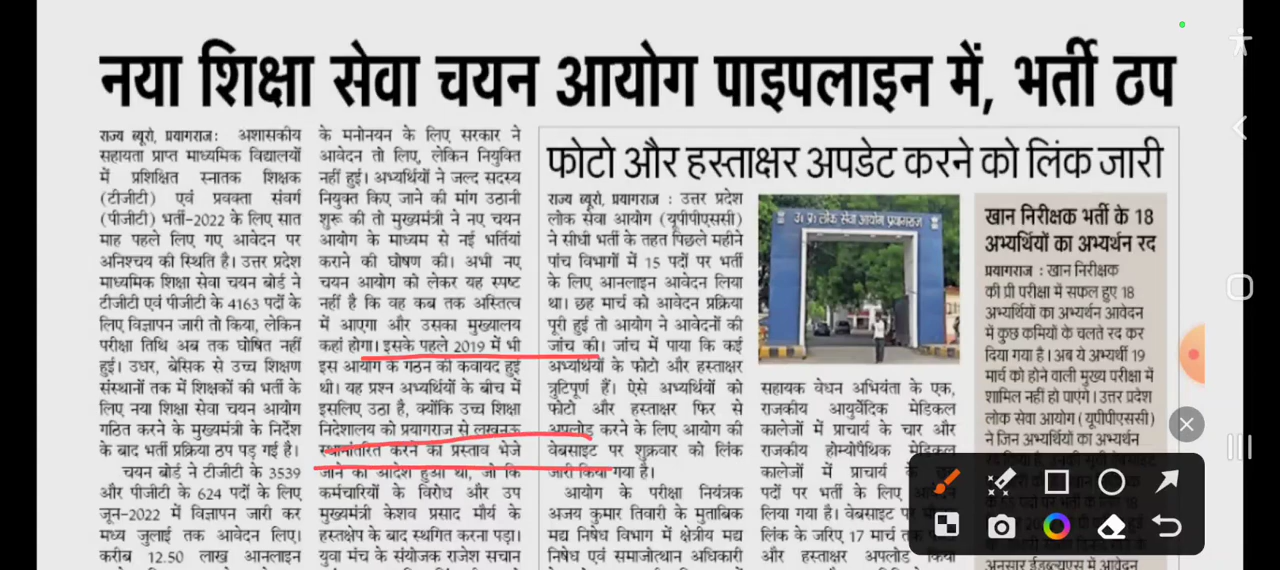 नया शिक्षा सेवा चयन आयोग पाइपलाइन में, भर्ती ठप
राज्य ब्यूरो, प्रयागराज: अशासकीय
सहायता प्राप्त माध्यमिक विद्यालयों
में प्रशिक्षित स्नातक शिक्षक
(टीजीटी) एवं प्रवक्ता संवर्ग
(पीजीटी) भर्ती-2022 के लिए सात
माह पहले लिए गए आवेदन पर
अनिश्चय की स्थिति है। उत्तर प्रदेश
माध्यमिक शिक्षा सेवा चयन बोर्ड ने
टीजीटी एवं पीजीटी के 4163 पदों के
लिए विज्ञापन जारी तो किया, लेकिन
परीक्षा तिथि अब तक घोषित नहीं
हुई। उधर, बेसिक से उच्च शिक्षण
संस्थानों तक में शिक्षकों की भर्ती के
लिए नया शिक्षा सेवा चयन आयोग
गठित करने के मुख्यमंत्री के निर्देश
के बाद भर्ती प्रक्रिया ठप पड़ गई है।
चयन बोर्ड ने टीजीटी के 3539
और पीजीटी के 624 पदों के लिए
जून-2022 में विज्ञापन जारी कर
मध्य जुलाई तक आवेदन लिए।
करीब 12.50 लाख आनलाइन
के मनोनयन के लिए सरकार ने
आवेदन तो लिए, लेकिन नियुक्ति
नहीं हुई। अभ्यर्थियों ने जल्द सदस्य
नियुक्त किए जाने की मांग उठानी
शुरू की तो मुख्यमंत्री ने नए चयन
आयोग के माध्यम से नई भर्तियां
कराने की घोषण की। अभी नए
चयन आयोग को लेकर यह स्पष्ट
नहीं है कि वह कब तक अस्तित्व
में आएगा और उसका मुख्यालय
कहां होगा। इसके पहले 2019 में भी
इस आयोग के गठन की कवायद हुई
थी। यह प्रश्न अभ्यर्थियों के बीच में
इसलिए उठा है, क्योंकि उच्च शिक्षा
निदेशालय को प्रयागराज से लखनऊ
स्थानांतरित करने का प्रस्ताव भेजे
जाने का आदेश हुआ था, जो कि
कर्मचारियों के विरोध और उप
मुख्यमंत्री केशव प्रसाद मौर्य के
हस्तक्षेप के बाद स्थगित करना पड़ा।
युवा मंच के संयोजक राजेश सचान
फोटो और हस्ताक्षर अपडेट करने को लिंक जारी
राज्य ब्यूरो, प्रयागराज : उत्तर प्रदेश
लोक सेवा आयोग (यूपीपीएससी)
ने सीधी भर्ती के तहत पिछले महीने
पांच विभागों में 15 पदों पर भर्ती
के लिए आनलाइन आवेदन लिया
था। छह मार्च को आवेदन प्रक्रिया
पूरी हुई तो आयोग ने आवेदनों की
जांच की। जांच में पाया कि कई
अभ्यर्थियों के फोटो और हस्ताक्षर
त्रुटिपूर्ण हैं। ऐसे अभ्यर्थियों को
फोटो और हस्ताक्षर फिर से
अपलोड करने के लिए आयोग की
वेबसाइट पर शुक्रवार को लिंक
जारी किया गया है।
आयोग के परीक्षा नियंत्रक
अजय कुमार तिवारी के मुताबिक
मद्य निषेध विभाग में क्षेत्रीय मद्य
निषेध एवं समाजोत्थान अधिकारी
उ० प्र० लोक सेवा आयोग प्रयागराज
सहायक वेधन अभियंता के एक,
राजकीय आयुर्वेदिक मेडिकल
कालेजों में प्राचार्य के चार और
राजकीय होम्योपैथिक मेडिकल
कालेजों में प्राचार्य के
पदों पर भर्ती के लिए
लिया गया है। वेबसाइट
लिंक के जरिए 17 मार्च
और हस्ताक्षर अपलोड किया
खान निरीक्षक भर्ती के 18
अभ्यर्थियों का अभ्यर्थन रद
प्रयागराज : खान निरीक्षक
की प्री परीक्षा में सफल हुए 18
अभ्यर्थियों का अभ्यर्थन आवेदन
में कुछ कमियों के चलते रद कर
दिया गया है। अब ये अभ्यर्थी 19
मार्च को होने वाली मुख्य परीक्षा में
शामिल नहीं हो पाएंगे। उत्तर प्रदेश
लोक सेवा आयोग (यूपीपीएससी)
ने जिन अभ्यर्थियों का अभ्यर्थन